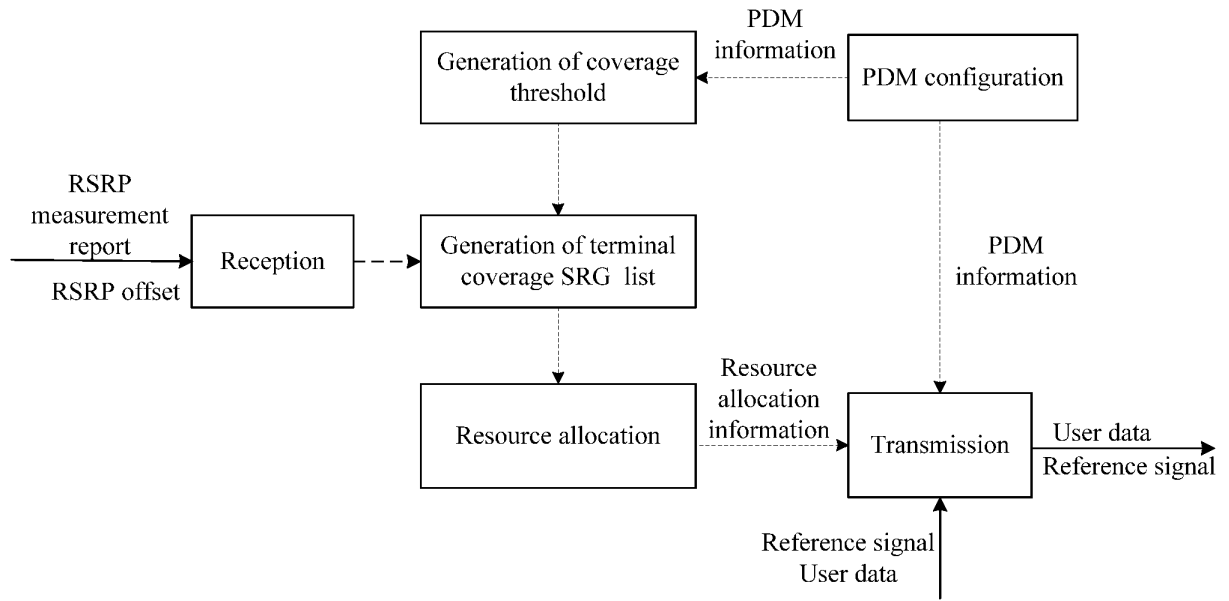 PDM
information
Generation of coverage
threshold
PDM configuration
RSRP
measurement
report
RSRP offset
Reception
Generation of terminal
coverage SRG list
PDM
information
Resource allocation
Resource
allocation
information
Transmission
User data
Reference signal
Reference signal
User data